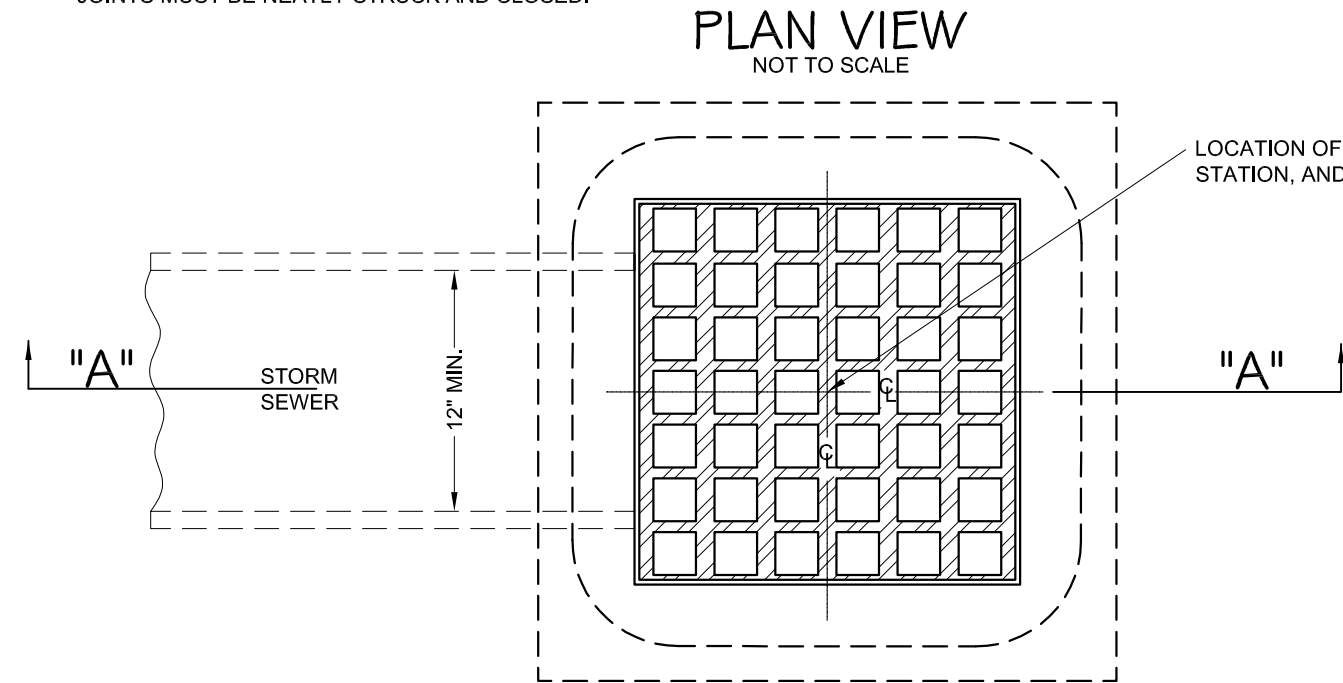 JOINTS MUST BE NEATLY STRUCK AND CLOSED.
PLAN VIEW
NOT TO SCALE
LOCATION OF
STATION, AND
"A"
STORM
SEWER
12" MIN.
℄
℄
"A"